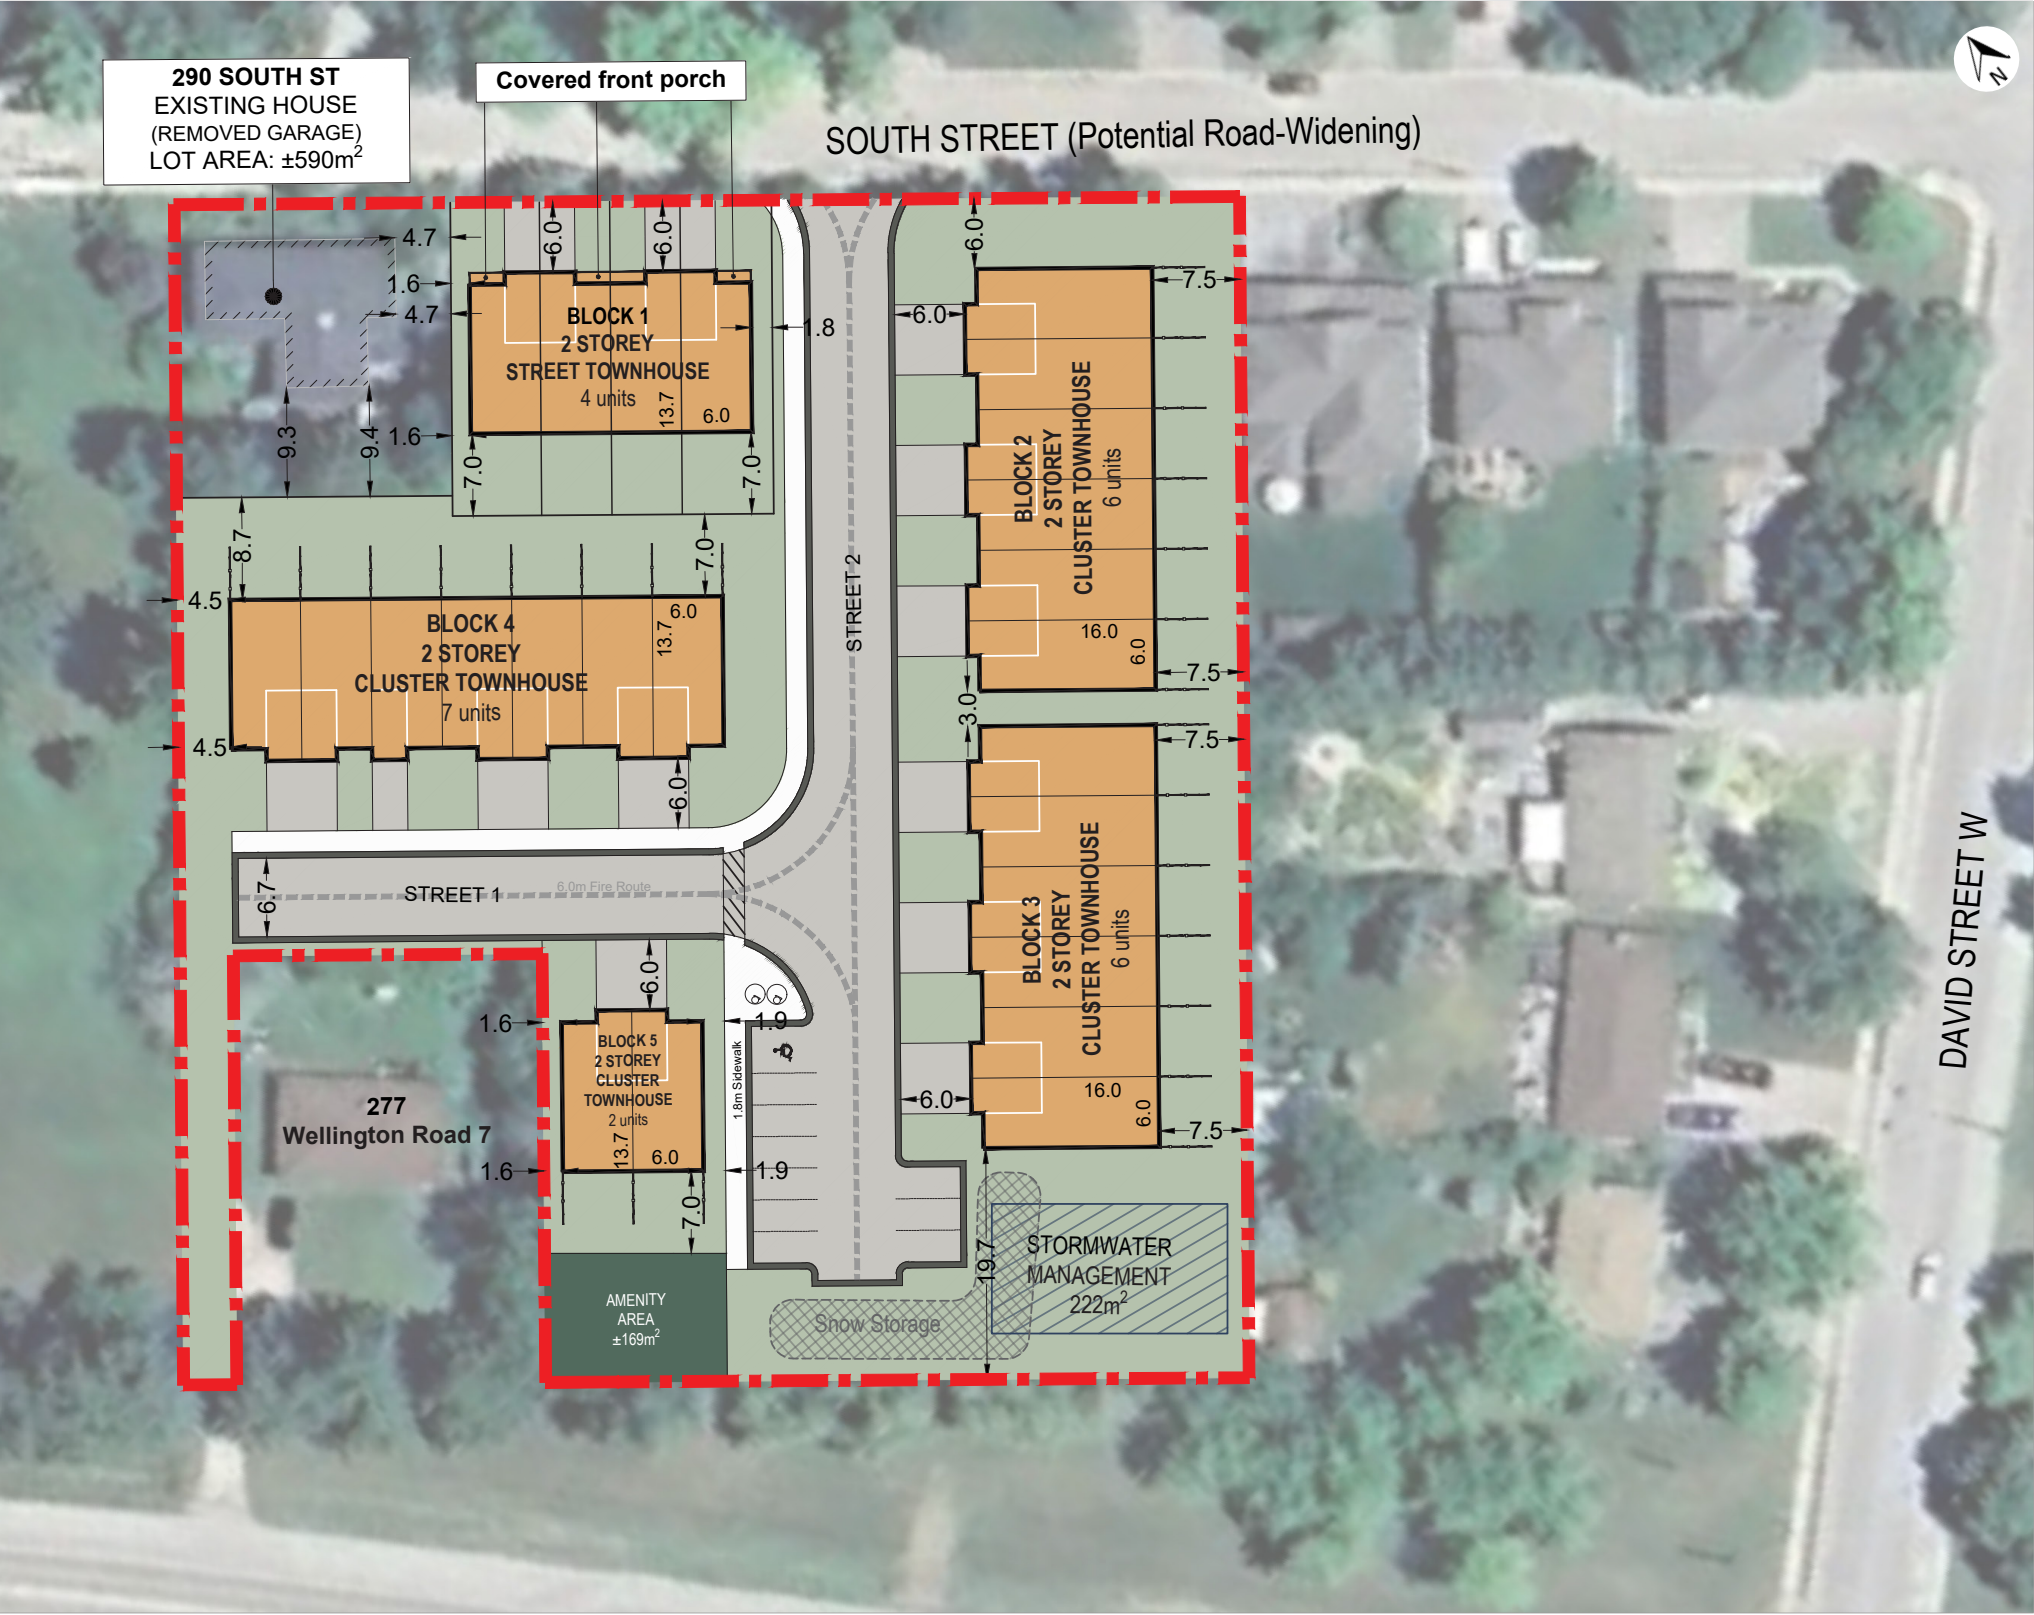 290 SOUTH ST
EXISTING HOUSE
(REMOVED GARAGE)
LOT AREA: ±590m²
Covered front porch
SOUTH STREET (Potential Road-Widening)
N
4.7
1.6
4.7
1.6
9.3
9.4
6.0
6.0
BLOCK 1
2 STOREY
STREET TOWNHOUSE
4 units
13.7
6.0
1.8
7.0
7.0
6.0
7.5
6.0
BLOCK 2
2 STOREY
CLUSTER TOWNHOUSE
6 units
16.0
6.0
7.5
3.0
7.5
STREET 2
8.7
7.0
4.5
4.5
BLOCK 4
2 STOREY
CLUSTER TOWNHOUSE
7 units
6.0
13.7
6.0
6.7
STREET 1
6.0m Fire Route
BLOCK 3
2 STOREY
CLUSTER TOWNHOUSE
6 units
16.0
6.0
6.0
7.5
DAVID STREET W
6.0
1.6
1.9
BLOCK 5
2 STOREY
CLUSTER
TOWNHOUSE
2 units
13.7
6.0
1.6
1.9
1.8m Sidewalk
7.0
277
Wellington Road 7
AMENITY
AREA
±169m²
19.7
STORMWATER
MANAGEMENT
222m²
Snow Storage